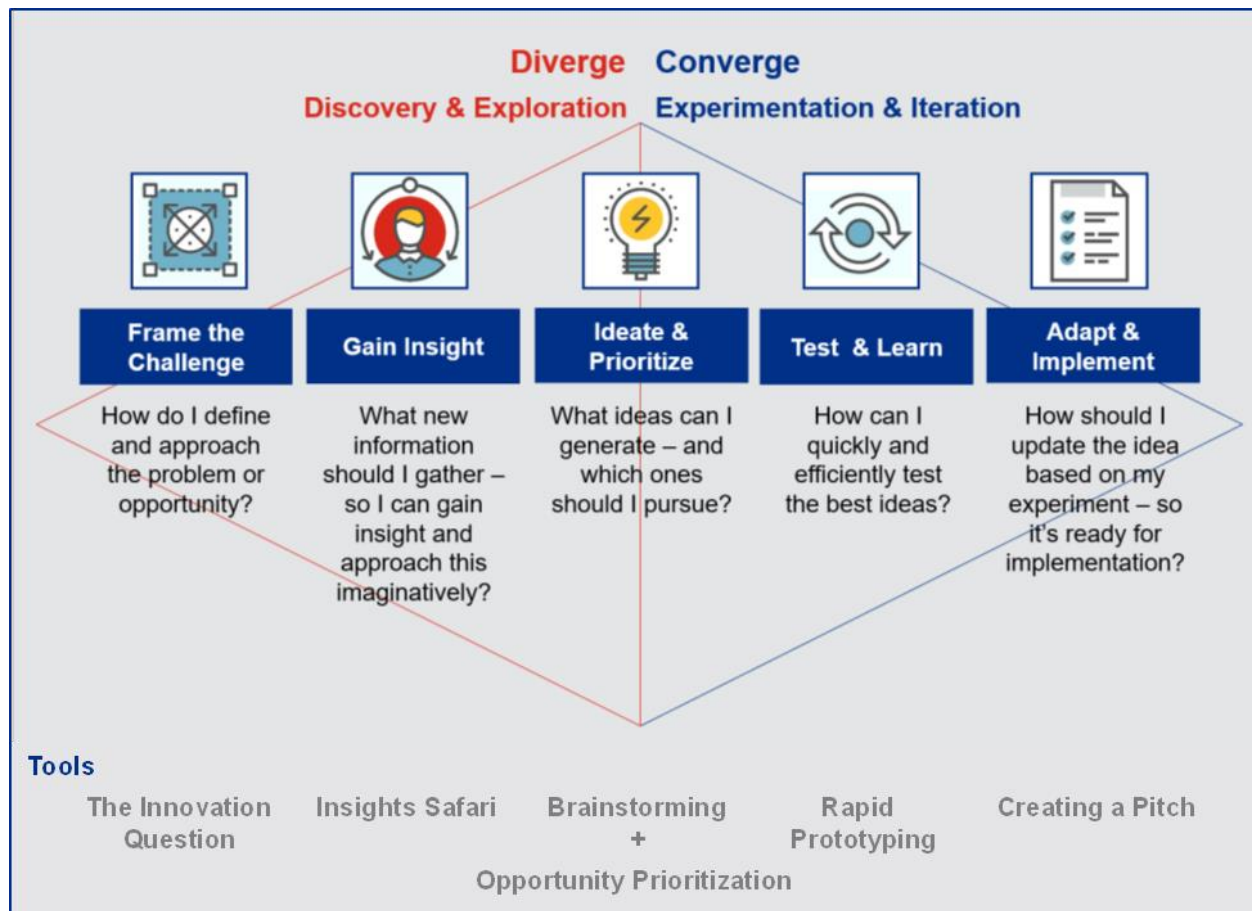 Diverge Converge
Discovery & Exploration Experimentation & Iteration
Frame the
Challenge
Gain Insight
Ideate &
Prioritize
Test & Learn
Adapt &
Implement
How do I define
and approach
the problem or
opportunity?
What new
information
should I gather –
so I can gain
insight and
approach this
imaginatively?
What ideas can I
generate – and
which ones
should I pursue?
How can I
quickly and
efficiently test
the best ideas?
How should I
update the idea
based on my
experiment – so
it's ready for
implementation?
Tools
The Innovation
Question
Insights Safari
Brainstorming
+
Opportunity Prioritization
Rapid
Prototyping
Creating a Pitch